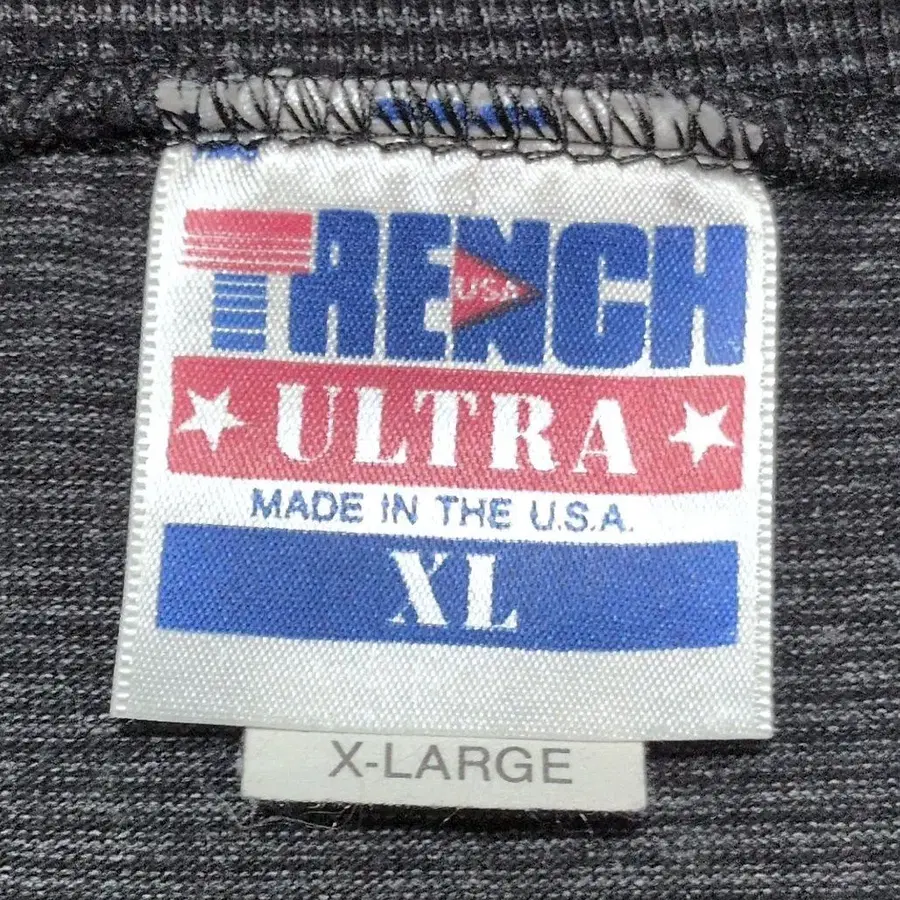 TRENCH
USA
ULTRA
MADE IN THE U.S.A.
XL
X-LARGE